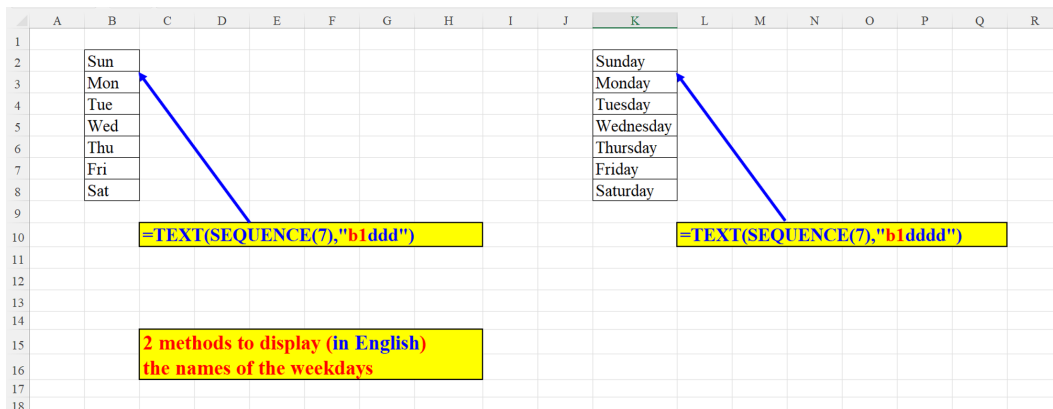 A B C D E F G H I J K L M N O P Q R
1
2 Sun Sunday
3 Mon Monday
4 Tue Tuesday
5 Wed Wednesday
6 Thu Thursday
7 Fri Friday
8 Sat Saturday
9
10 =TEXT(SEQUENCE(7),"b1ddd") =TEXT(SEQUENCE(7),"b1dddd")
11
12
13
14
15 2 methods to display (in English)
16 the names of the weekdays
17
18